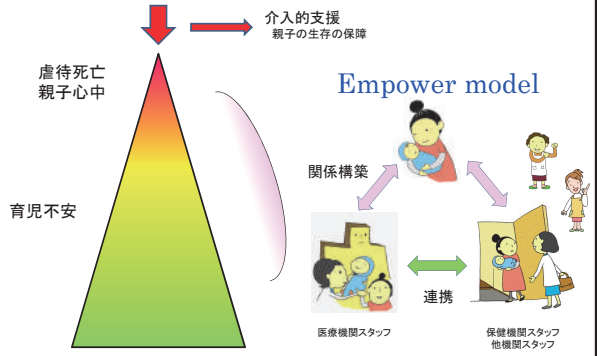 介入的支援
親子の生存の保障
虐待死亡
親子心中
Empower model
関係構築
育児不安
連携
医療機関スタッフ
保健機関スタッフ
他機関スタッフ